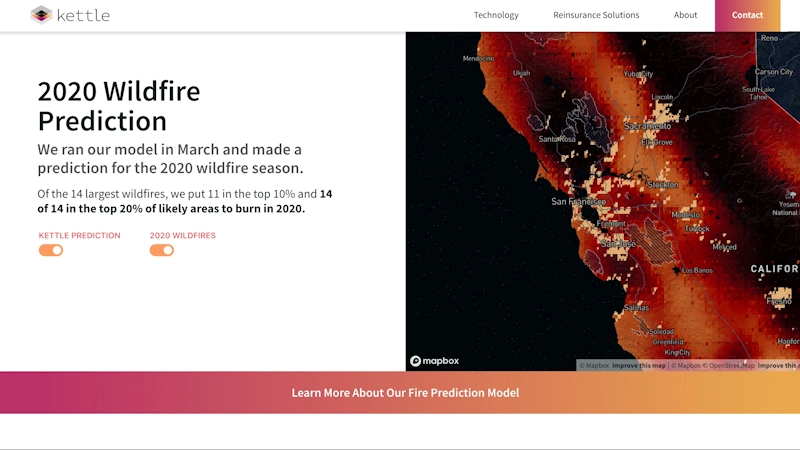 kettle
Technology
Reinsurance Solutions
About
Contact
2020 Wildfire
Prediction
We ran our model in March and made a
prediction for the 2020 wildfire season.
Of the 14 largest wildfires, we put 11 in the top 10% and 14
of 14 in the top 20% of likely areas to burn in 2020.
KETTLE PREDICTION
2020 WILDFIRES
Reno
Mendocino
Ukiah
Yuba City
Carson City
Lincoln
South Lake
Tahoe
Santa Rosa
Sacramento
Elk Grove
Stockton
San Francisco
Yosem
National
Fremont
Modesto
Turlock
San Jose
Merced
Los Banos
CALIFOR
Fresno
Salinas
Soledad
Greenfield
King City
Hanfor
mapbox
© Mapbox Improve this map | © Mapbox © OpenStreetMap Improve this
Learn More About Our Fire Prediction Model